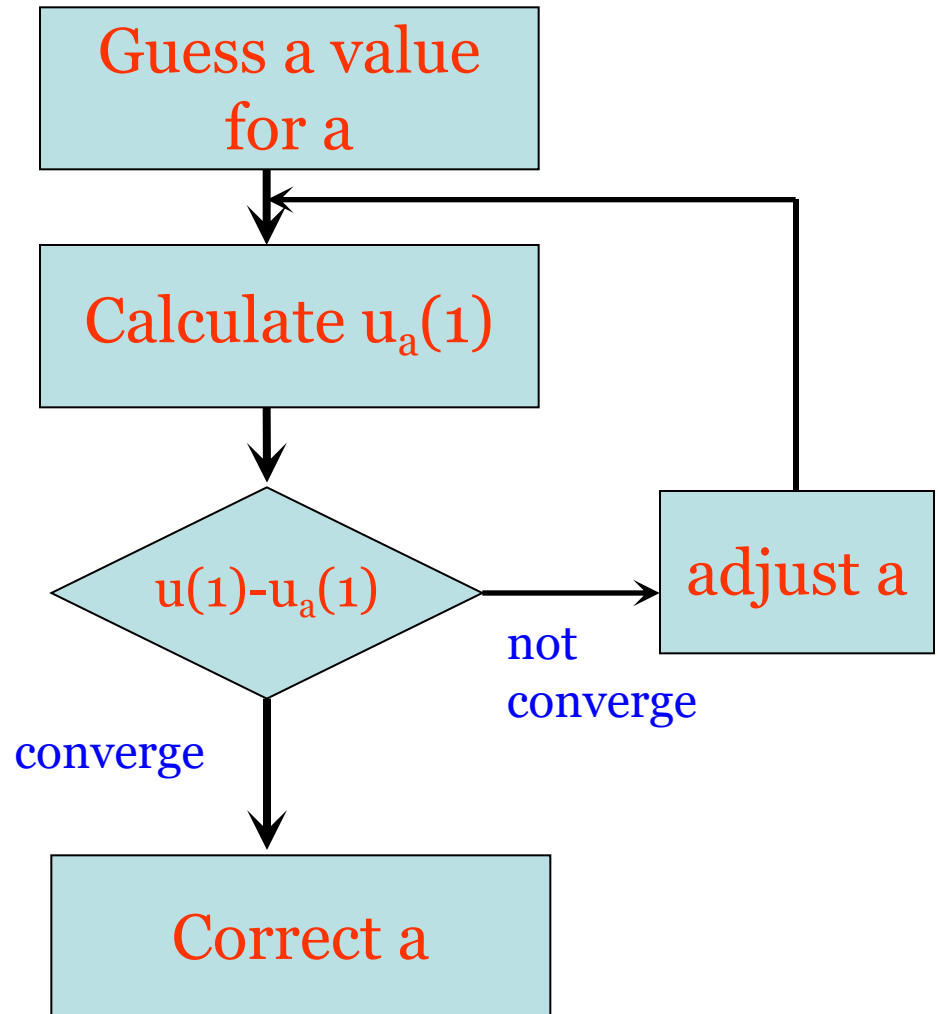 Guess a value
for a
Calculate uₐ(1)
u(1)-uₐ(1)
adjust a
not
converge
converge
Correct a